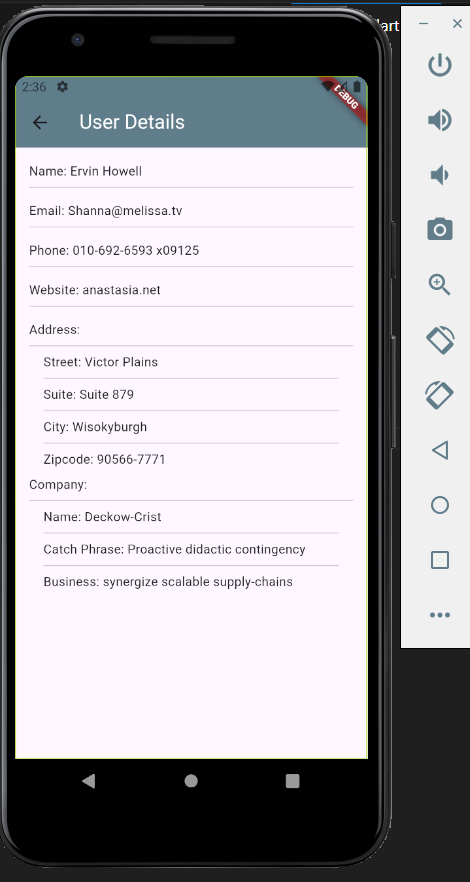 lart
2:36
DEBUG
User Details
Name: Ervin Howell
Email: Shanna@melissa.tv
Phone: 010-692-6593 x09125
Website: anastasia.net
Address:
Street: Victor Plains
Suite: Suite 879
City: Wisokyburgh
Zipcode: 90566-7771
Company:
Name: Deckow-Crist
Catch Phrase: Proactive didactic contingency
Business: synergize scalable supply-chains